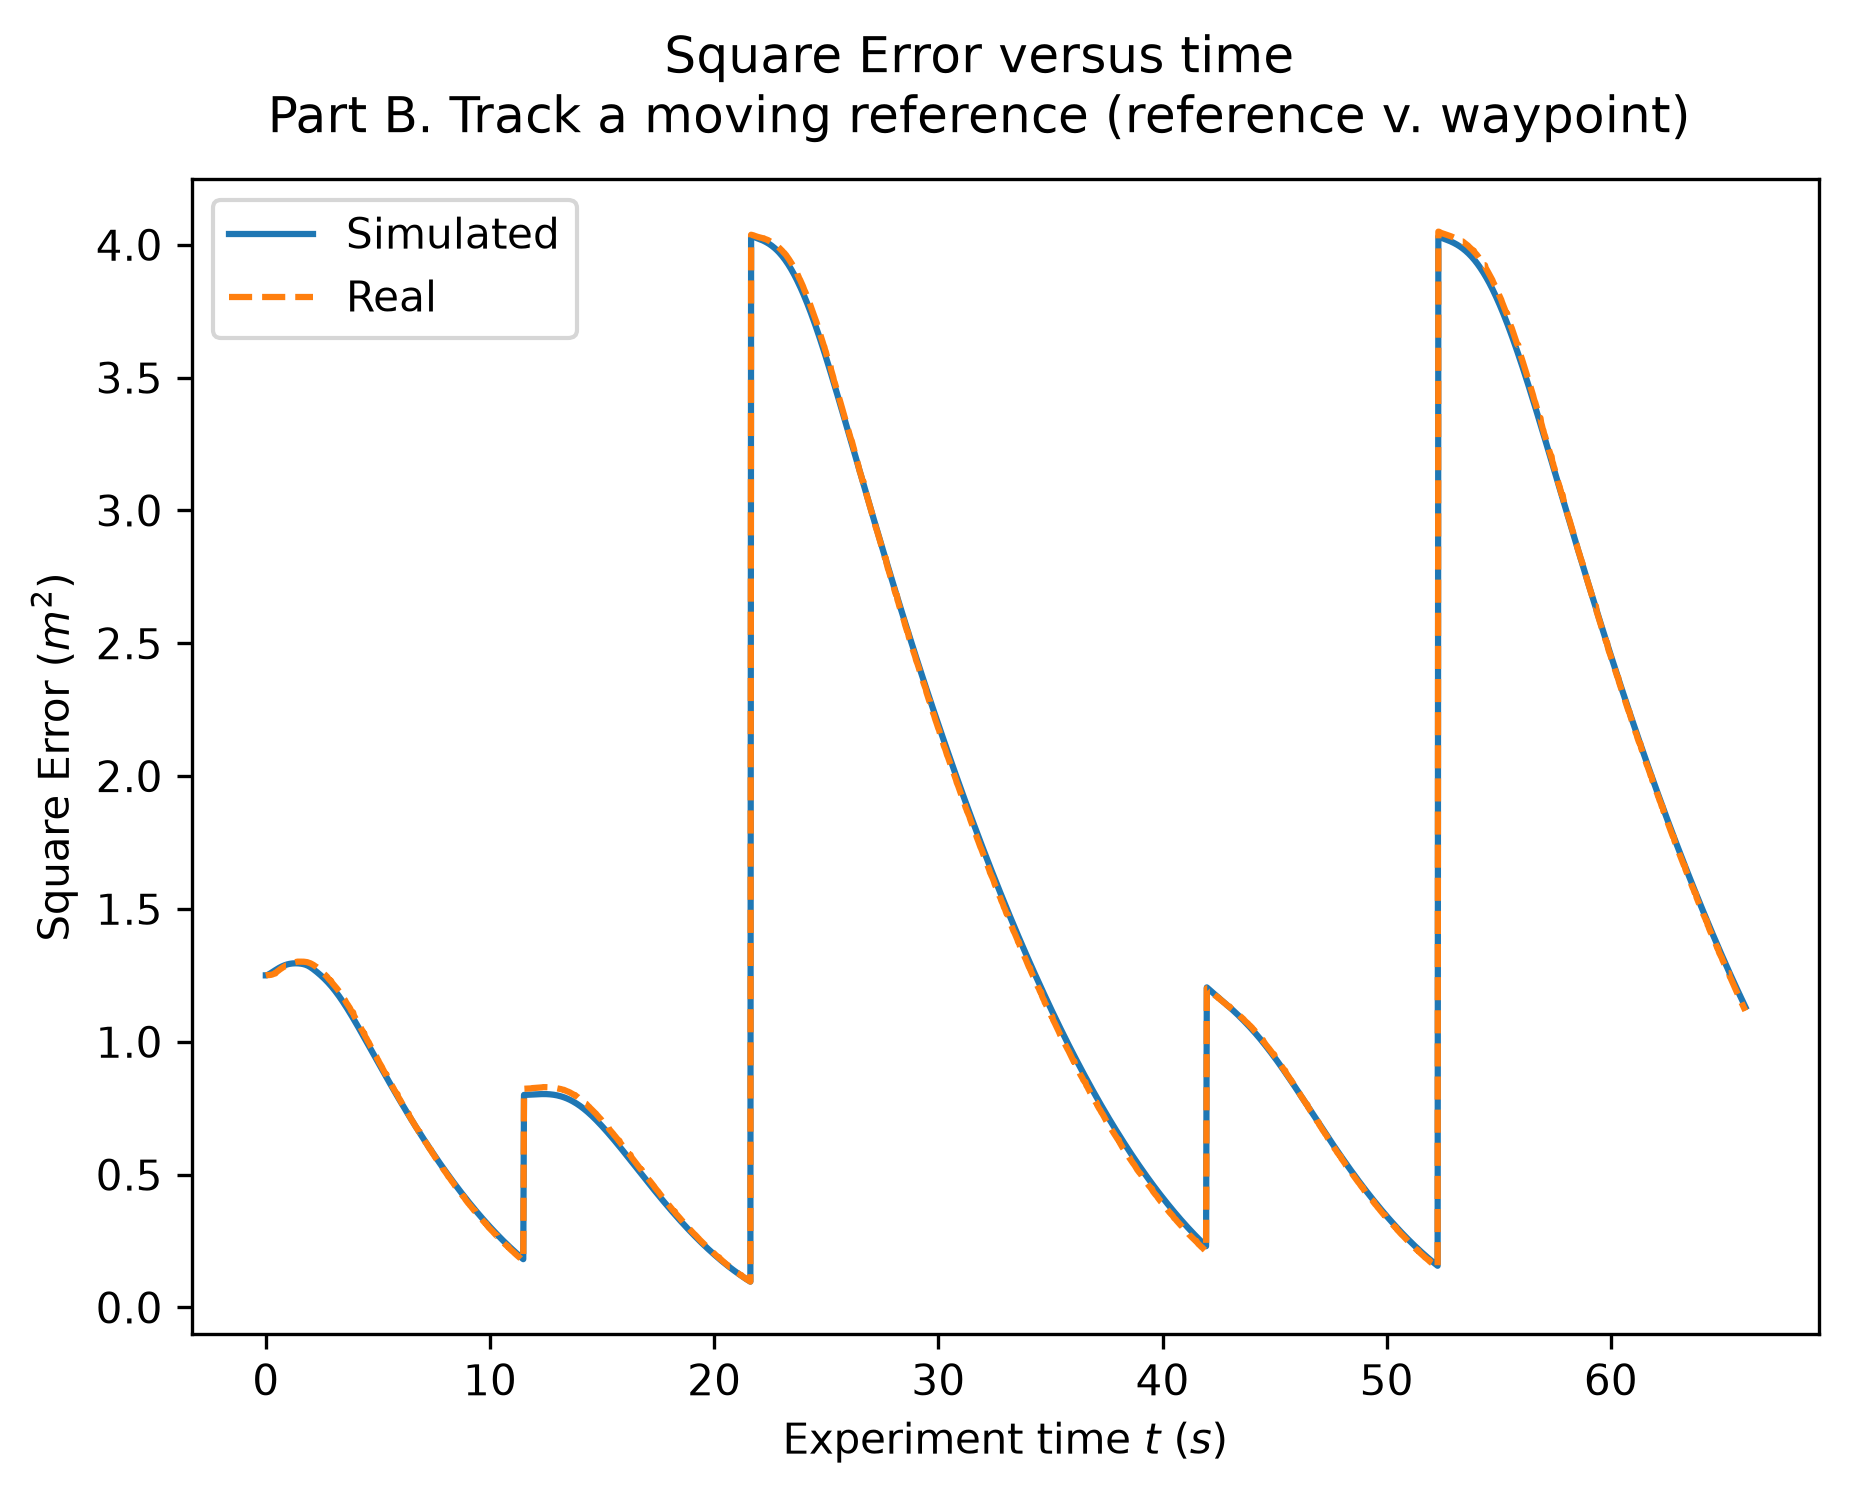 Square Error versus time
Part B. Track a moving reference (reference v. waypoint)
Simulated
Real
4.0
3.5
3.0
2.5
2.0
1.5
1.0
0.5
0.0
Square Error (m²)
0 10 20 30 40 50 60
Experiment time t (s)